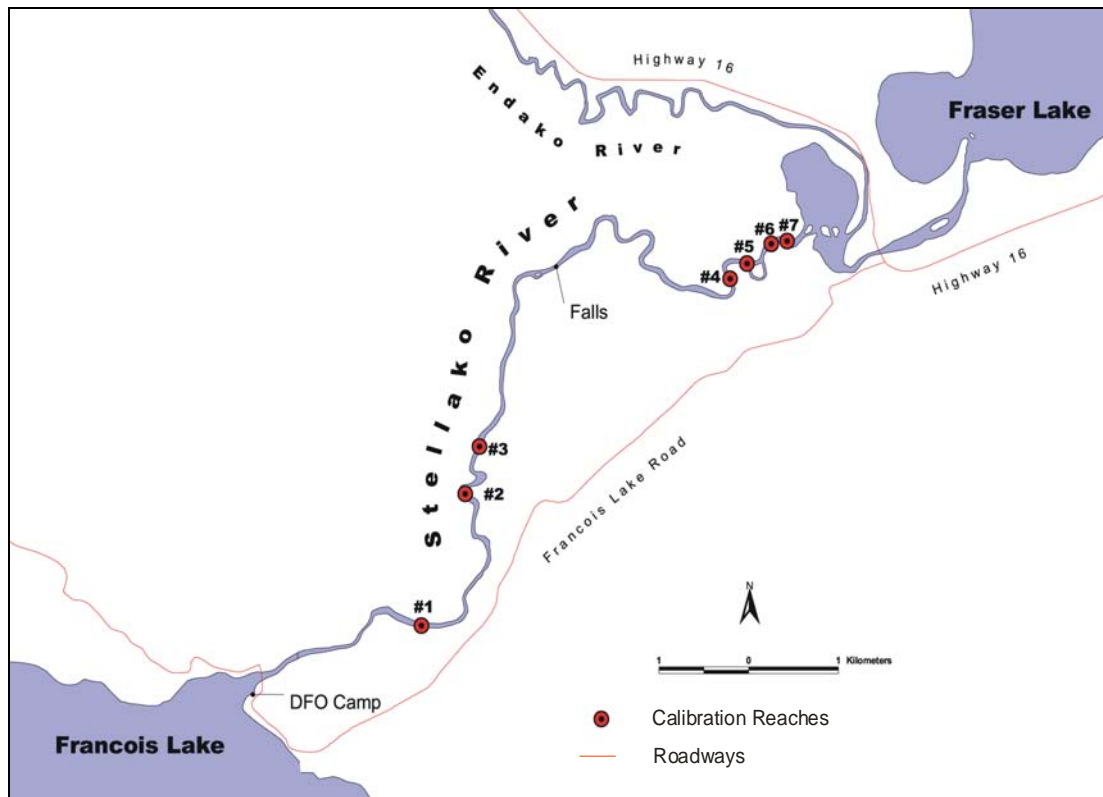 Highway 16
Endako River
Fraser Lake
Stellako River
#7
#6
#5
#4
Highway 16
Falls
#3
#2
Francois Lake Road
#1
N
1 0 1 Kilometers
DFO Camp
Calibration Reaches
Francois Lake
Roadways